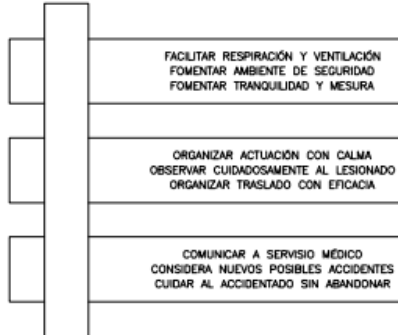 FACILITAR RESPIRACIÓN Y VENTILACIÓN
FOMENTAR AMBIENTE DE SEGURIDAD
FOMENTAR TRANQUILIDAD Y MESURA
ORGANIZAR ACTUACIÓN CON CALMA
OBSERVAR CUIDADOSAMENTE AL LESIONADO
ORGANIZAR TRASLADO CON EFICACIA
COMUNICAR A SERVICIO MÉDICO
CONSIDERA NUEVOS POSIBLES ACCIDENTES
CUIDAR AL ACCIDENTADO SIN ABANDONAR